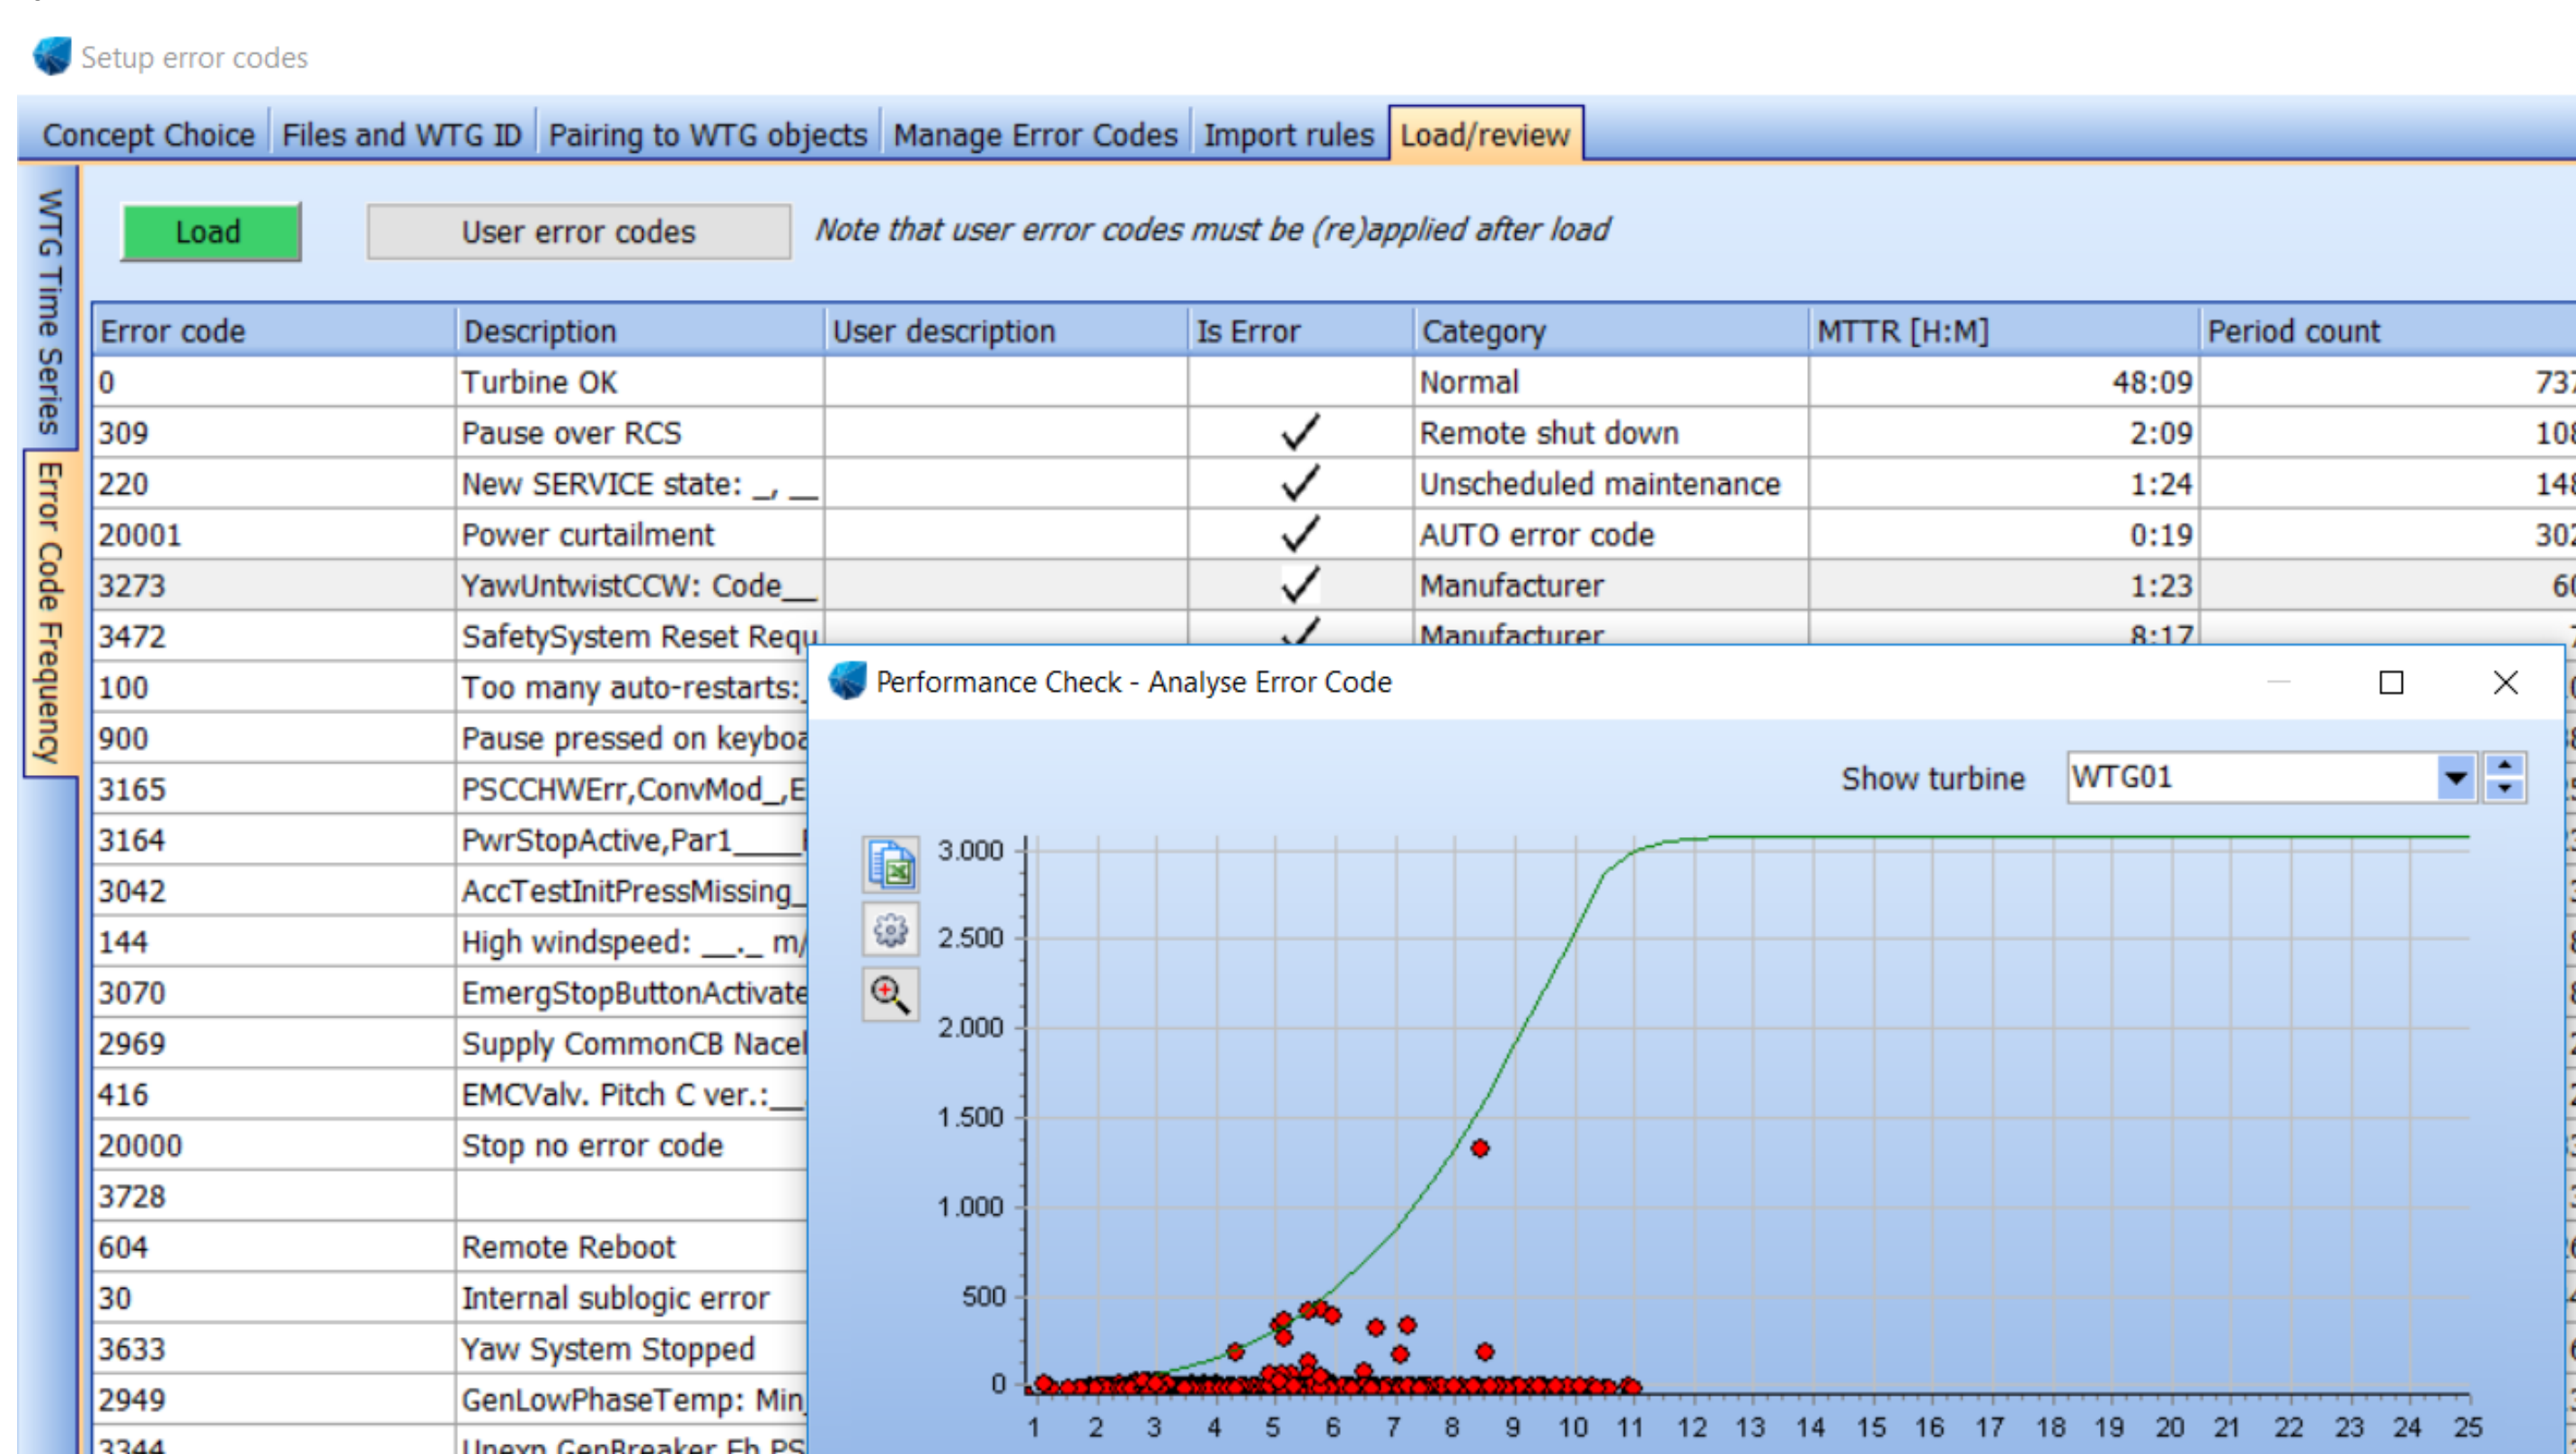 Setup error codes
Concept Choice Files and WTG ID Pairing to WTG objects Manage Error Codes Import rules Load/review
WTG Time Series
Error Code Frequency
Load User error codes Note that user error codes must be (re)applied after load
Error code Description User description Is Error Category MTTR [H:M] Period count
0 Turbine OK Normal 48:09 737
309 Pause over RCS Remote shut down 2:09 108
220 New SERVICE state: _, __ Unscheduled maintenance 1:24 148
20001 Power curtailment AUTO error code 0:19 302
3273 YawUntwistCCW: Code__ Manufacturer 1:23 60
3472 SafetySystem Reset Requ Manufacturer 8:17
100 Too many auto-restarts:_
900 Pause pressed on keyboa
3165 PSCCHWErr,ConvMod_,E
3164 PwrStopActive,Par1____
3042 AccTestInitPressMissing_
144 High windspeed: __._ m/
3070 EmergStopButtonActivate
2969 Supply CommonCB Nacel
416 EMCValv. Pitch C ver.:__
20000 Stop no error code
3728
604 Remote Reboot
30 Internal sublogic error
3633 Yaw System Stopped
2949 GenLowPhaseTemp: Min_
3344 Unexp GenBreaker Fb PS
Performance Check - Analyse Error Code
Show turbine WTG01
3.000
2.500
2.000
1.500
1.000
500
0
1 2 3 4 5 6 7 8 9 10 11 12 13 14 15 16 17 18 19 20 21 22 23 24 25